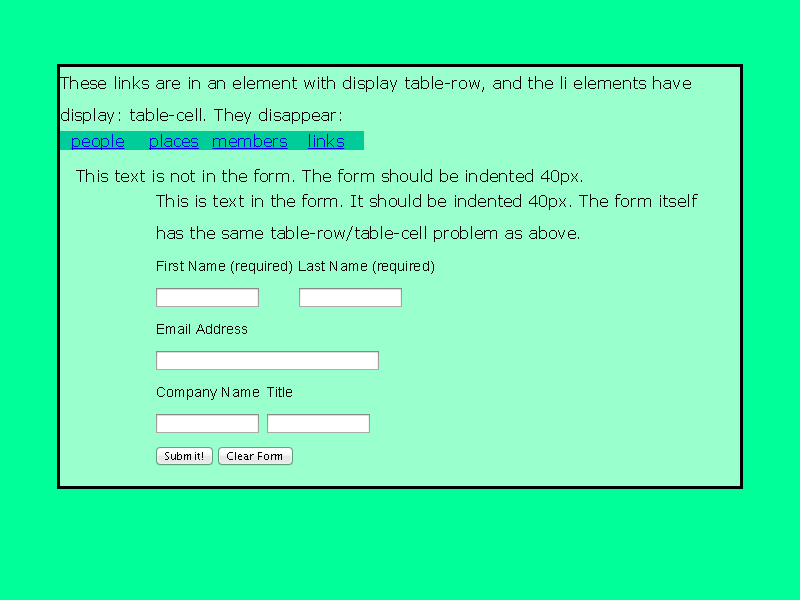 These links are in an element with display table-row, and the li elements have
display: table-cell. They disappear:
people places members links
This text is not in the form. The form should be indented 40px.
This is text in the form. It should be indented 40px. The form itself
has the same table-row/table-cell problem as above.
First Name (required) Last Name (required)
Email Address
Company Name Title
Submit! Clear Form